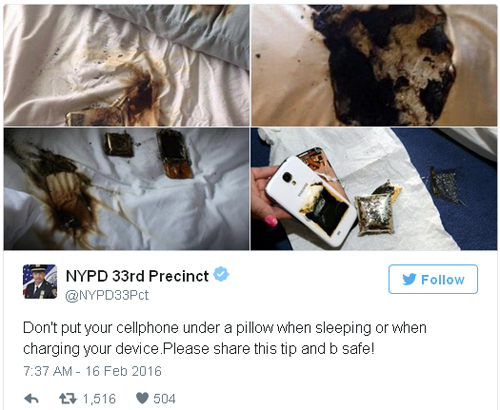 NYPD 33rd Precinct
@NYPD33Pct
Follow
Don't put your cellphone under a pillow when sleeping or when
charging your device.Please share this tip and b safe!
7:37 AM - 16 Feb 2016
1,516 504